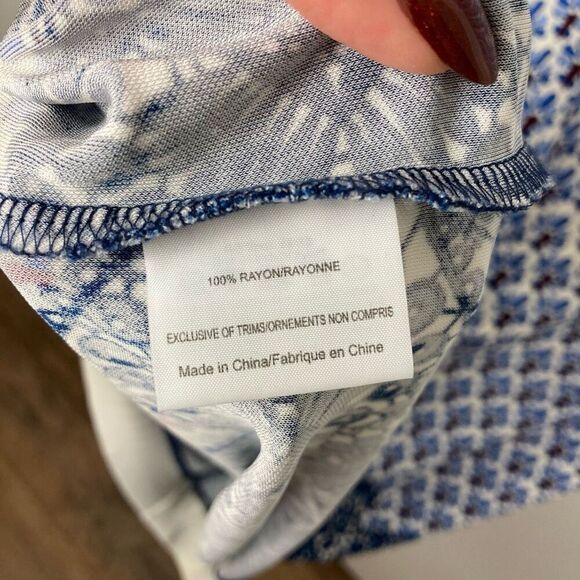 100% RAYON/RAYONNE
EXCLUSIVE OF TRIMS/ORNEMENTS NON COMPRIS
Made in China/Fabrique en Chine